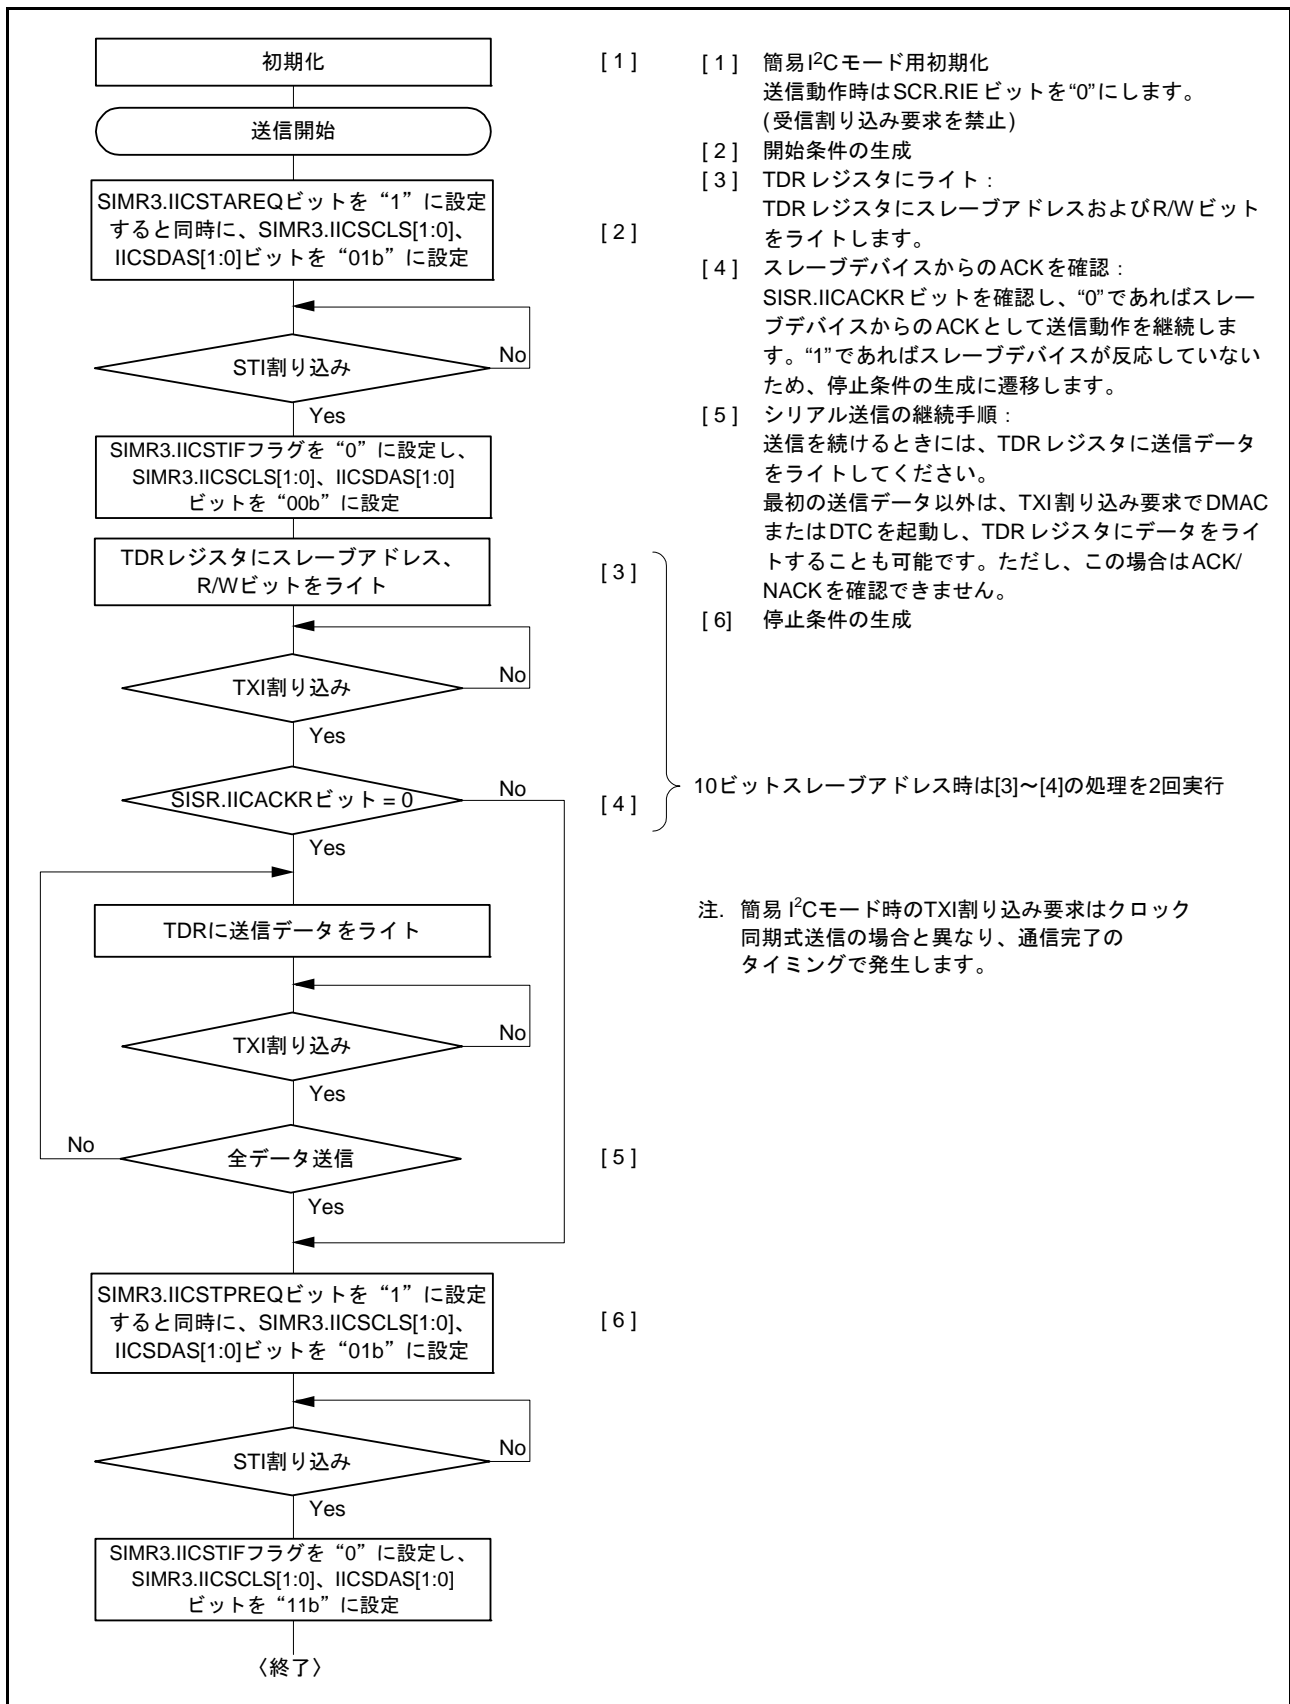 初期化
[ 1 ]
送信開始
SIMR3.IICSTAREQビットを“1”に設定
すると同時に、SIMR3.IICSCLS[1:0]、
IICSDAS[1:0]ビットを“01b”に設定
[ 2 ]
STI割り込み
No
Yes
SIMR3.IICSTIFフラグを“0”に設定し、
SIMR3.IICSCLS[1:0]、IICSDAS[1:0]
ビットを“00b”に設定
TDRレジスタにスレーブアドレス、
R/Wビットをライト
[ 3 ]
TXI割り込み
No
Yes
SISR.IICACKRビット = 0
No
[ 4 ]
Yes
10ビットスレーブアドレス時は[3]～[4]の処理を2回実行
TDRに送信データをライト
TXI割り込み
No
Yes
全データ送信
No
[ 5 ]
Yes
SIMR3.IICSTPREQビットを“1”に設定
すると同時に、SIMR3.IICSCLS[1:0]、
IICSDAS[1:0]ビットを“01b”に設定
[ 6 ]
STI割り込み
No
Yes
SIMR3.IICSTIFフラグを“0”に設定し、
SIMR3.IICSCLS[1:0]、IICSDAS[1:0]
ビットを“11b”に設定
〈終了〉
[ 1 ] 簡易I²Cモード用初期化
送信動作時はSCR.RIEビットを“0”にします。
(受信割り込み要求を禁止)
[ 2 ] 開始条件の生成
[ 3 ] TDRレジスタにライト：
TDRレジスタにスレーブアドレスおよびR/Wビット
をライトします。
[ 4 ] スレーブデバイスからのACKを確認：
SISR.IICACKRビットを確認し、“0”であればスレー
ブデバイスからのACKとして送信動作を継続しま
す。“1”であればスレーブデバイスが反応していない
ため、停止条件の生成に遷移します。
[ 5 ] シリアル送信の継続手順：
送信を続けるときには、TDRレジスタに送信データ
をライトしてください。
最初の送信データ以外は、TXI割り込み要求でDMAC
またはDTCを起動し、TDRレジスタにデータをライ
トすることも可能です。ただし、この場合はACK/
NACKを確認できません。
[ 6] 停止条件の生成
注. 簡易 I²Cモード時のTXI割り込み要求はクロック
同期式送信の場合と異なり、通信完了の
タイミングで発生します。